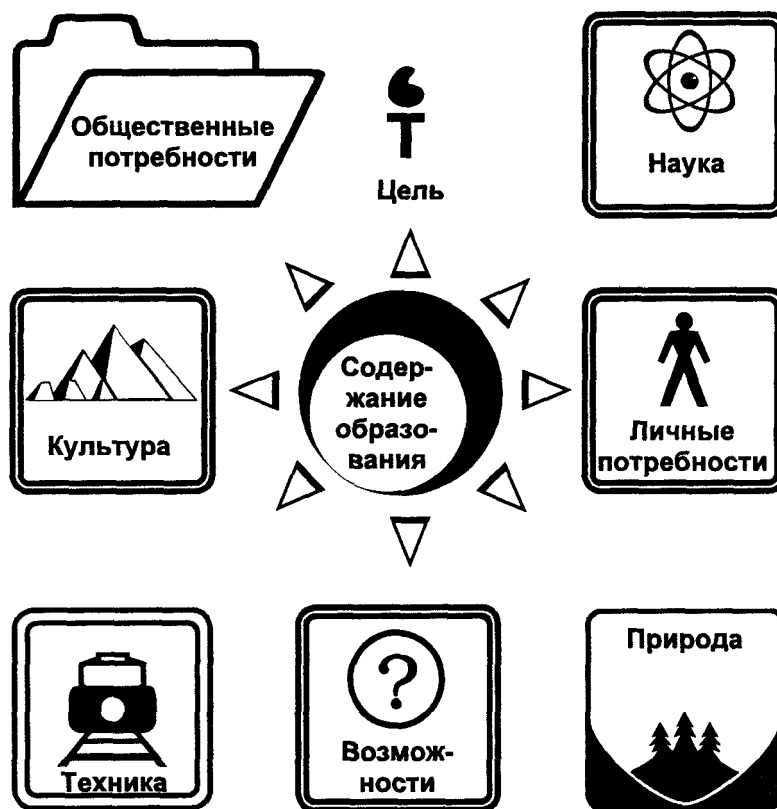 Общественные
потребности
Цель
Наука
Культура
Содер-
жание
образо-
вания
Личные
потребности
Техника
?
Возмож-
ности
Природа